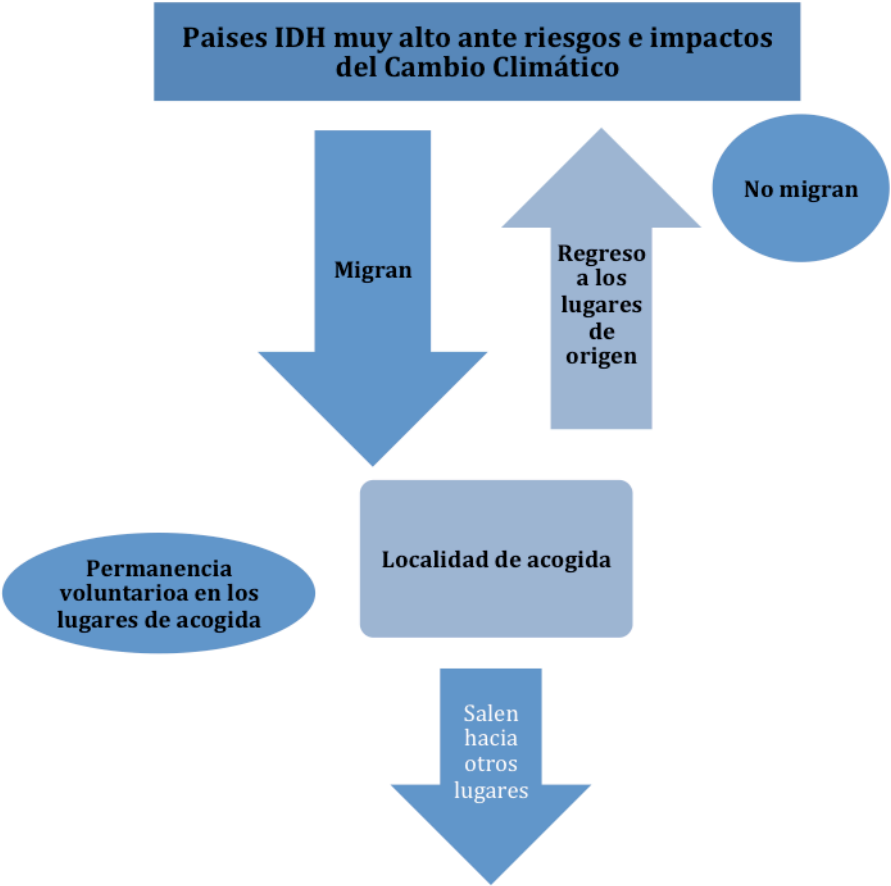 Paises IDH muy alto ante riesgos e impactos
del Cambio Climático
No migran
Migran
Regreso
a los
lugares
de
origen
Localidad de acogida
Permanencia
voluntarioa en los
lugares de acogida
Salen
hacia
otros
lugares